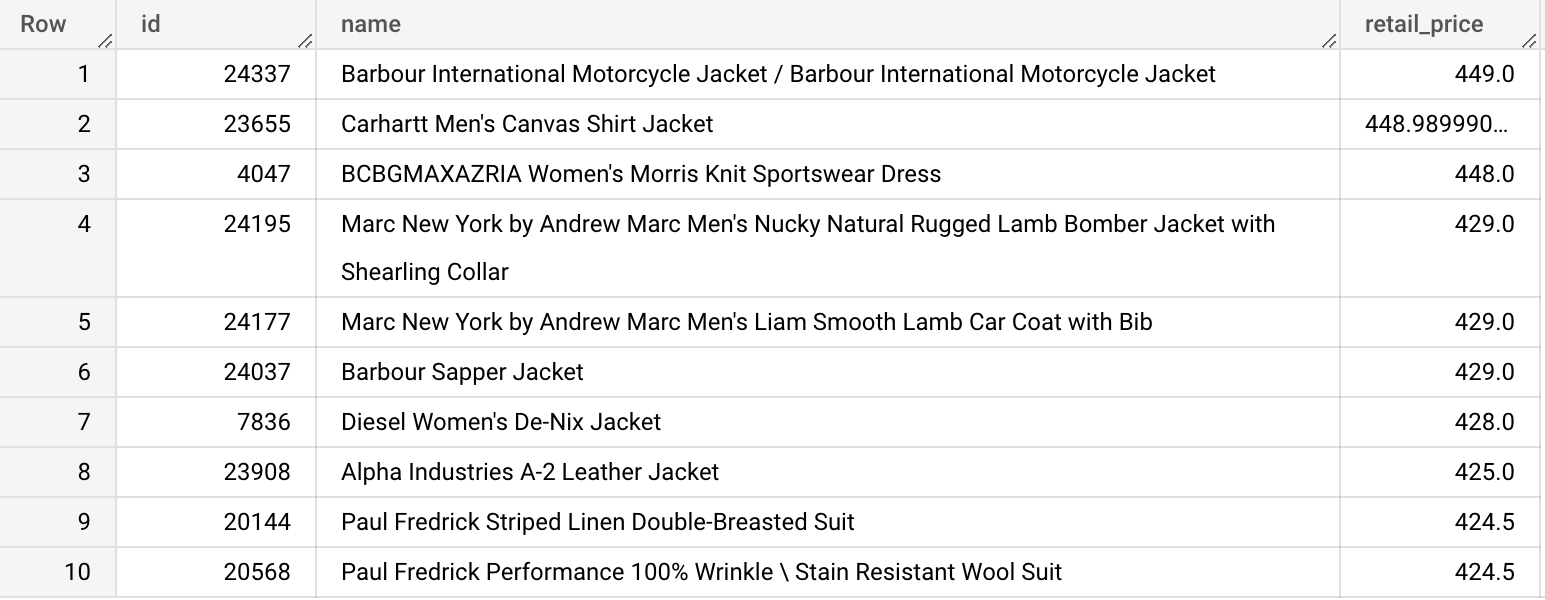 Row id name retail_price
1 24337 Barbour International Motorcycle Jacket / Barbour International Motorcycle Jacket 449.0
2 23655 Carhartt Men's Canvas Shirt Jacket 448.989990...
3 4047 BCBGMAXAZRIA Women's Morris Knit Sportswear Dress 448.0
4 24195 Marc New York by Andrew Marc Men's Nucky Natural Rugged Lamb Bomber Jacket with 429.0
Shearling Collar
5 24177 Marc New York by Andrew Marc Men's Liam Smooth Lamb Car Coat with Bib 429.0
6 24037 Barbour Sapper Jacket 429.0
7 7836 Diesel Women's De-Nix Jacket 428.0
8 23908 Alpha Industries A-2 Leather Jacket 425.0
9 20144 Paul Fredrick Striped Linen Double-Breasted Suit 424.5
10 20568 Paul Fredrick Performance 100% Wrinkle \ Stain Resistant Wool Suit 424.5